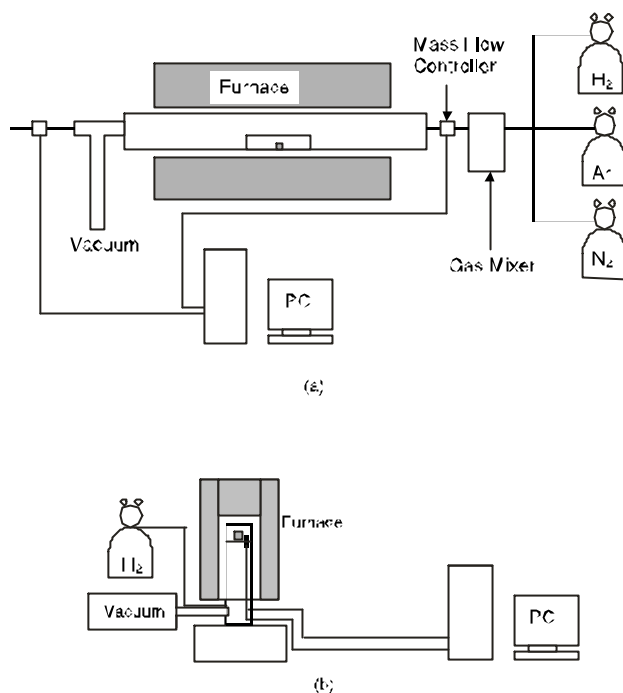 Mass Flow
Controller
Furnace
H₂
Ar
N₂
Vacuum
Gas Mixer
PC
(a)
Furnace
H₂
Vacuum
PC
(b)